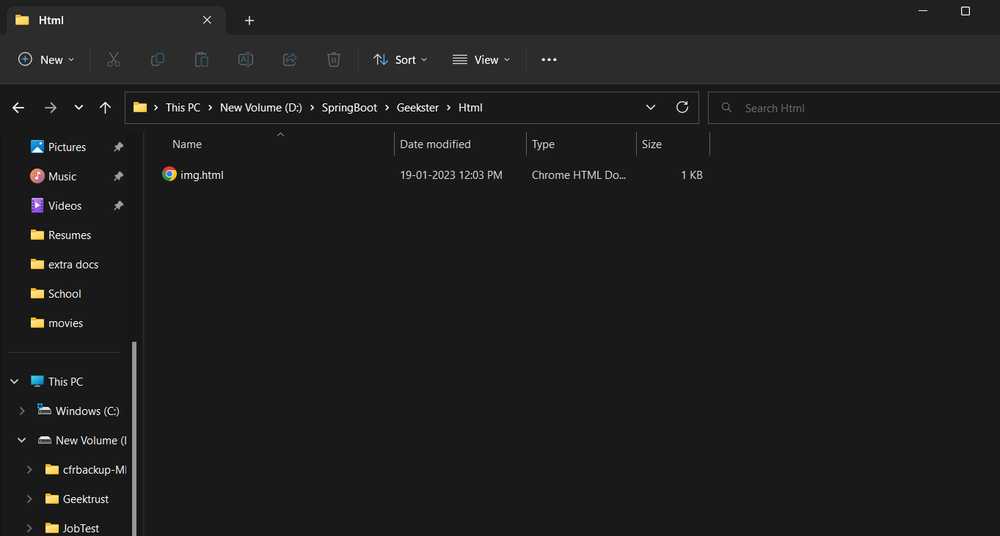 Html
New
Sort
View
This PC > New Volume (D:) > SpringBoot > Geekster > Html
Search Html
Name Date modified Type Size
img.html 19-01-2023 12:03 PM Chrome HTML Do... 1 KB
Pictures
Music
Videos
Resumes
extra docs
School
movies
This PC
Windows (C:)
New Volume (
cfrbackup-M
Geektrust
JobTest